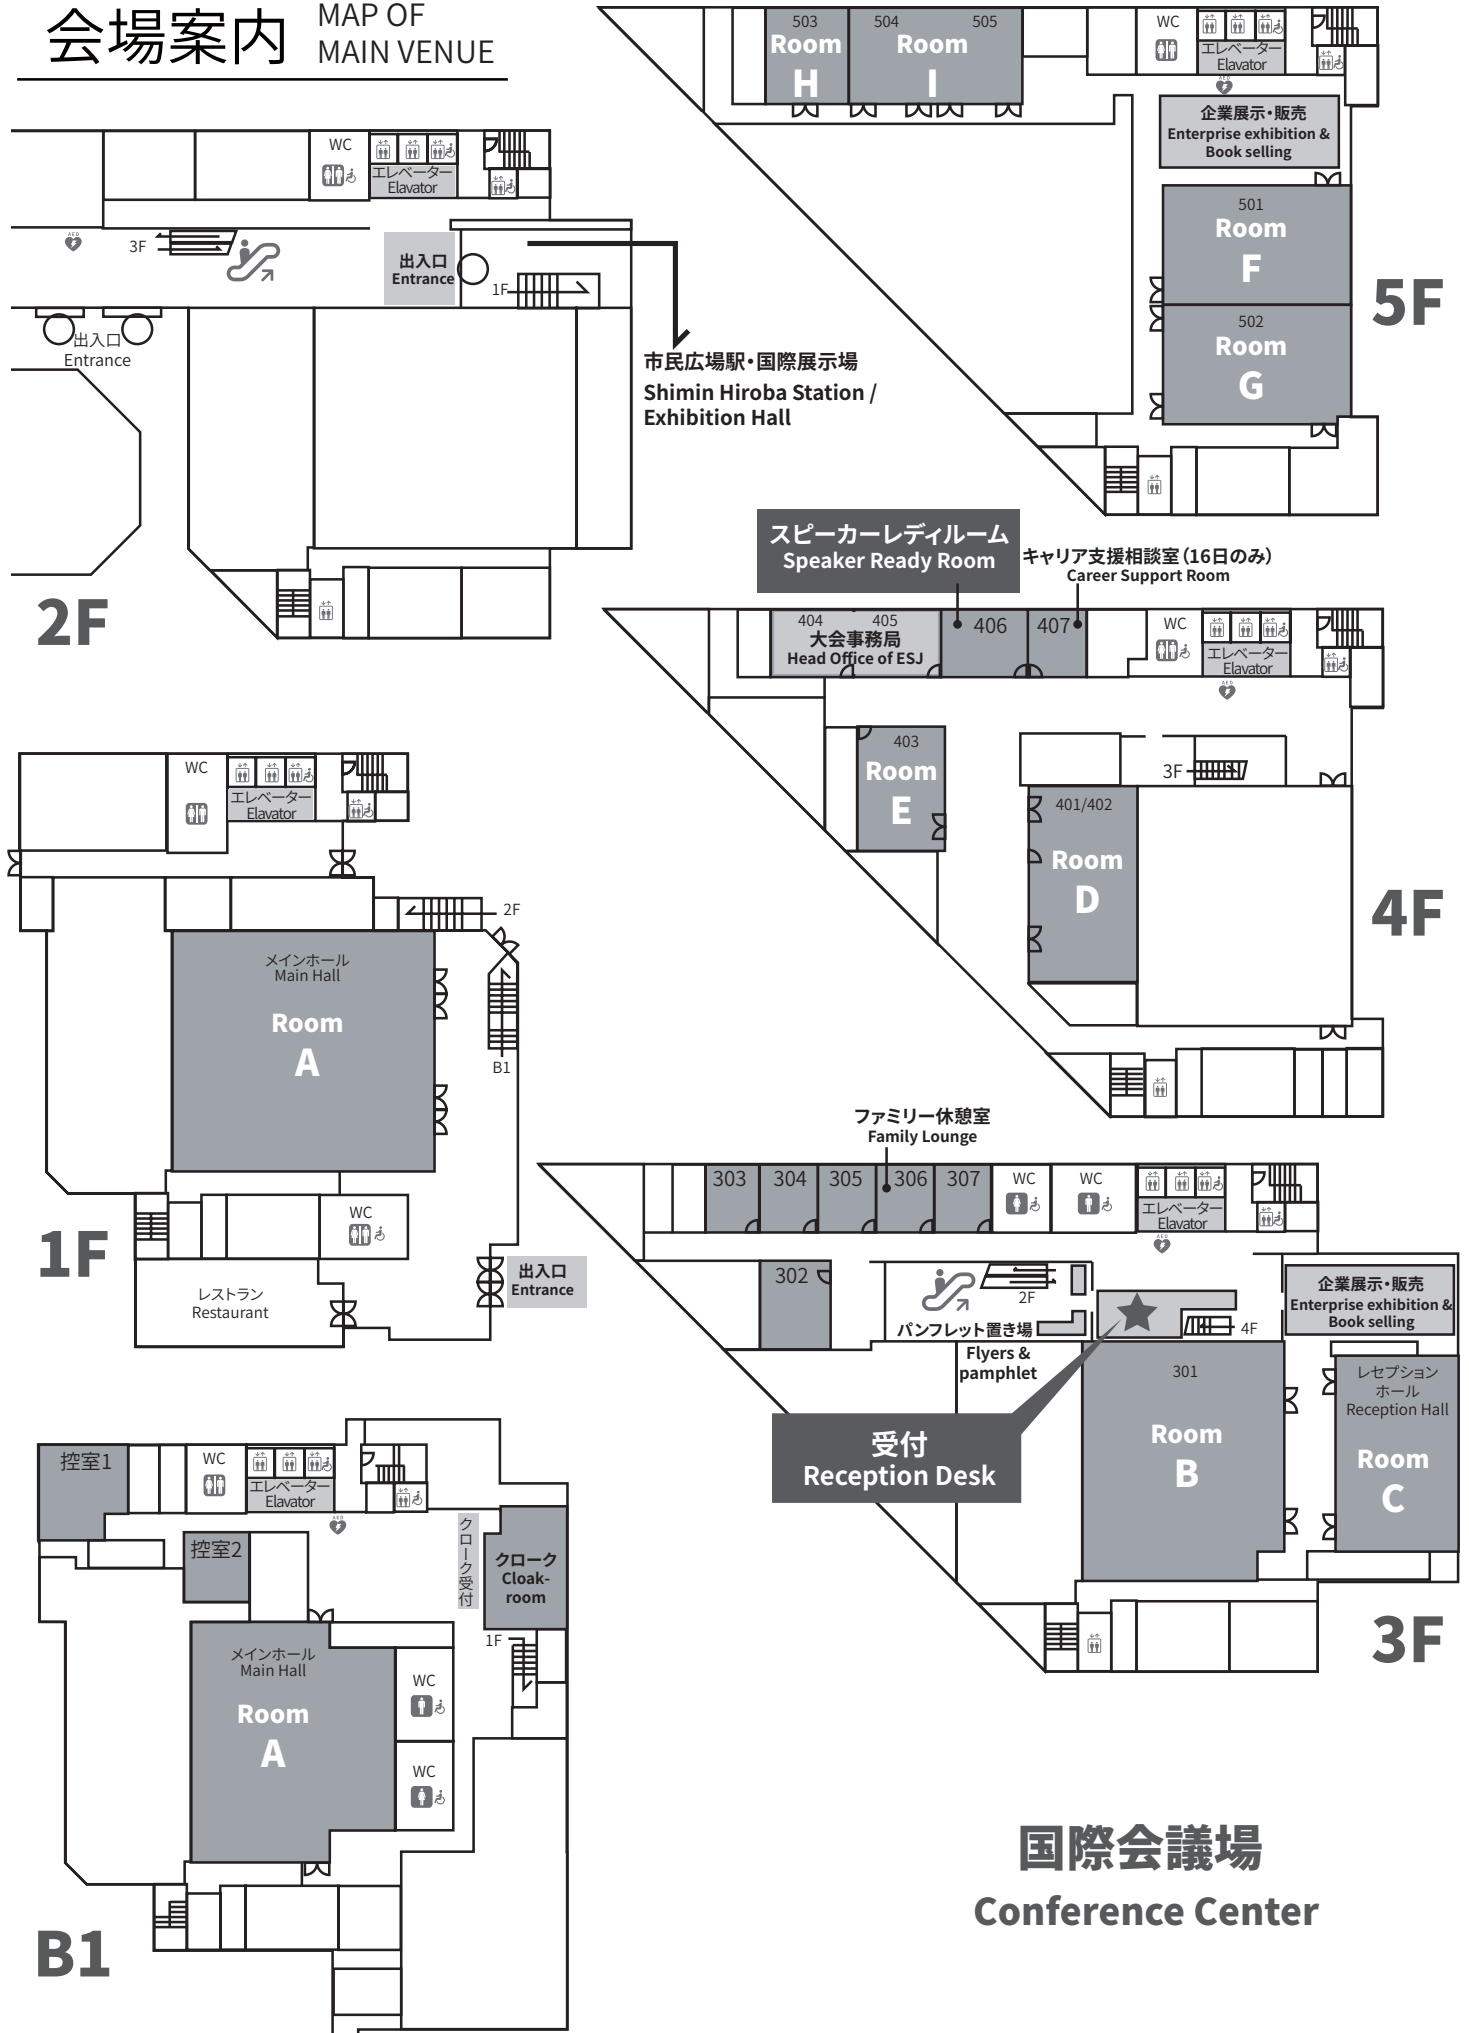 会場案内
MAP OF
MAIN VENUE
WC
エレベーター
Elavator
AED
3F
出入口
Entrance
1F
出入口
Entrance
市民広場駅・国際展示場
Shimin Hiroba Station /
Exhibition Hall
2F
503
Room
H
504
505
Room
I
WC
エレベーター
Elavator
AED
企業展示・販売
Enterprise exhibition &
Book selling
501
Room
F
502
Room
G
5F
スピーカーレディルーム
Speaker Ready Room
キャリア支援相談室（16日のみ）
Career Support Room
404
405
大会事務局
Head Office of ESJ
406
407
WC
エレベーター
Elavator
AED
403
Room
E
3F
401/402
Room
D
4F
WC
エレベーター
Elavator
2F
メインホール
Main Hall
Room
A
B1
WC
レストラン
Restaurant
出入口
Entrance
1F
ファミリー休憩室
Family Lounge
303
304
305
306
307
WC
WC
エレベーター
Elavator
AED
302
2F
パンフレット置き場
Flyers &
pamphlet
4F
企業展示・販売
Enterprise exhibition &
Book selling
受付
Reception Desk
301
Room
B
レセプション
ホール
Reception Hall
Room
C
3F
控室1
WC
エレベーター
Elavator
AED
控室2
クローク受付
クローク
Cloak-
room
1F
メインホール
Main Hall
Room
A
WC
WC
B1
国際会議場
Conference Center